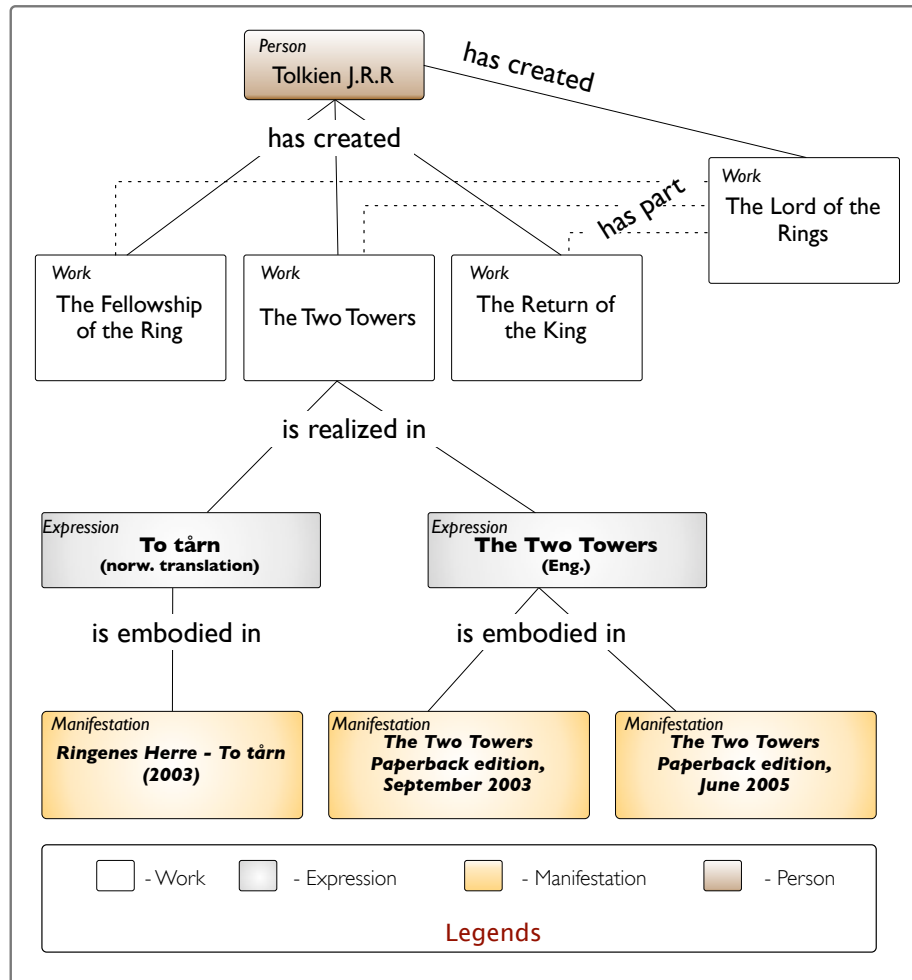 Person
Tolkien J.R.R
has created
has created
Work
The Lord of the
Rings
has part
Work
The Fellowship
of the Ring
Work
The Two Towers
Work
The Return of
the King
is realized in
Expression
To tårn
(norw. translation)
Expression
The Two Towers
(Eng.)
is embodied in
is embodied in
Manifestation
Ringenes Herre - To tårn
(2003)
Manifestation
The Two Towers
Paperback edition,
September 2003
Manifestation
The Two Towers
Paperback edition,
June 2005
- Work
- Expression
- Manifestation
- Person
Legends